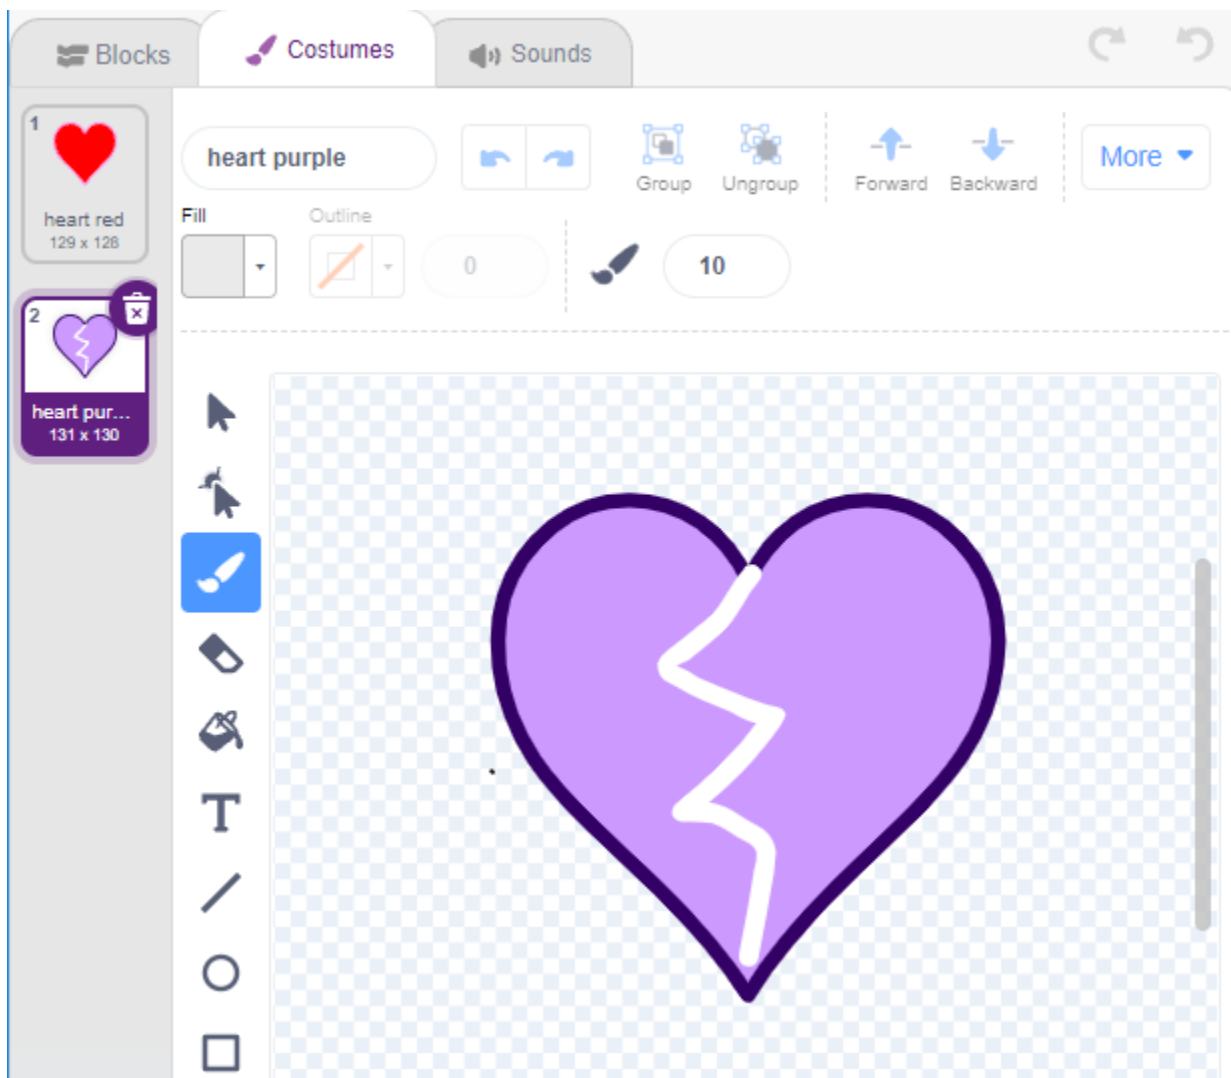 Blocks
Costumes
Sounds
1
heart red
129 x 128
2
heart pur...
131 x 130
heart purple
Group
Ungroup
Forward
Backward
More
Fill
Outline
0
10
T